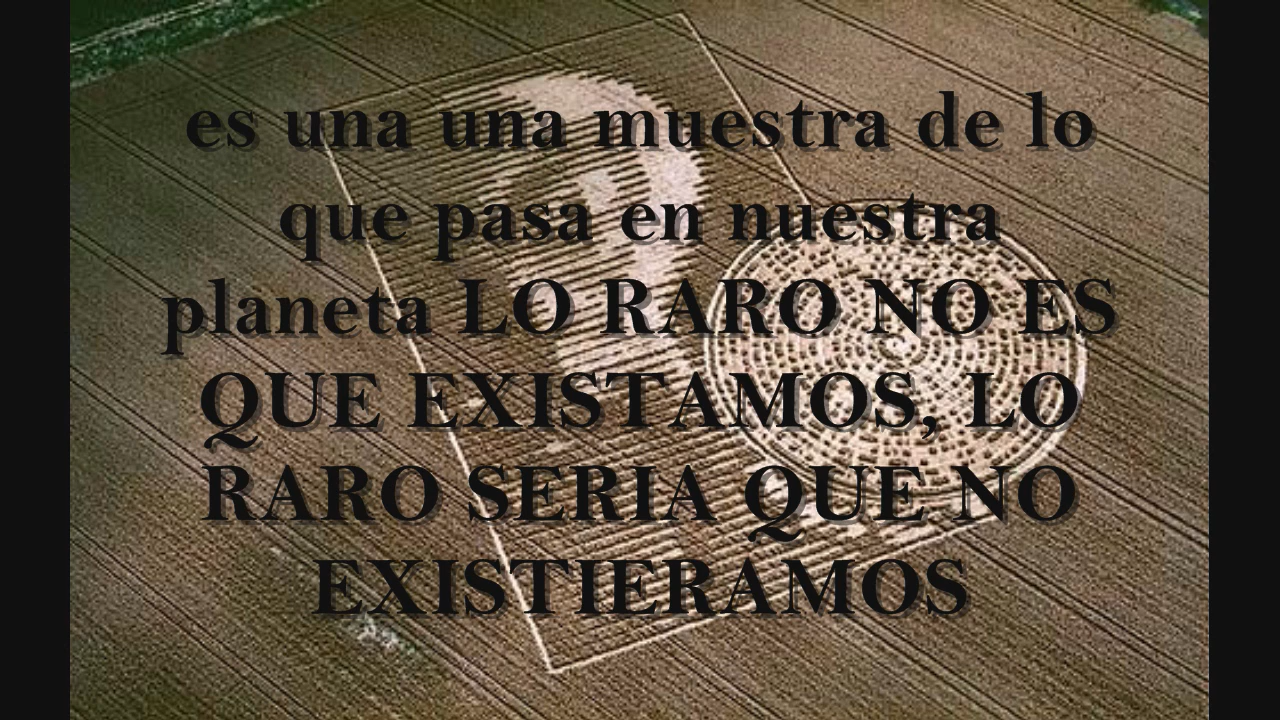 es una una muestra de lo
que pasa en nuestra
planeta LO RARO NO ES
QUE EXISTAMOS, LO
RARO SERIA QUE NO
EXISTIERAMOS